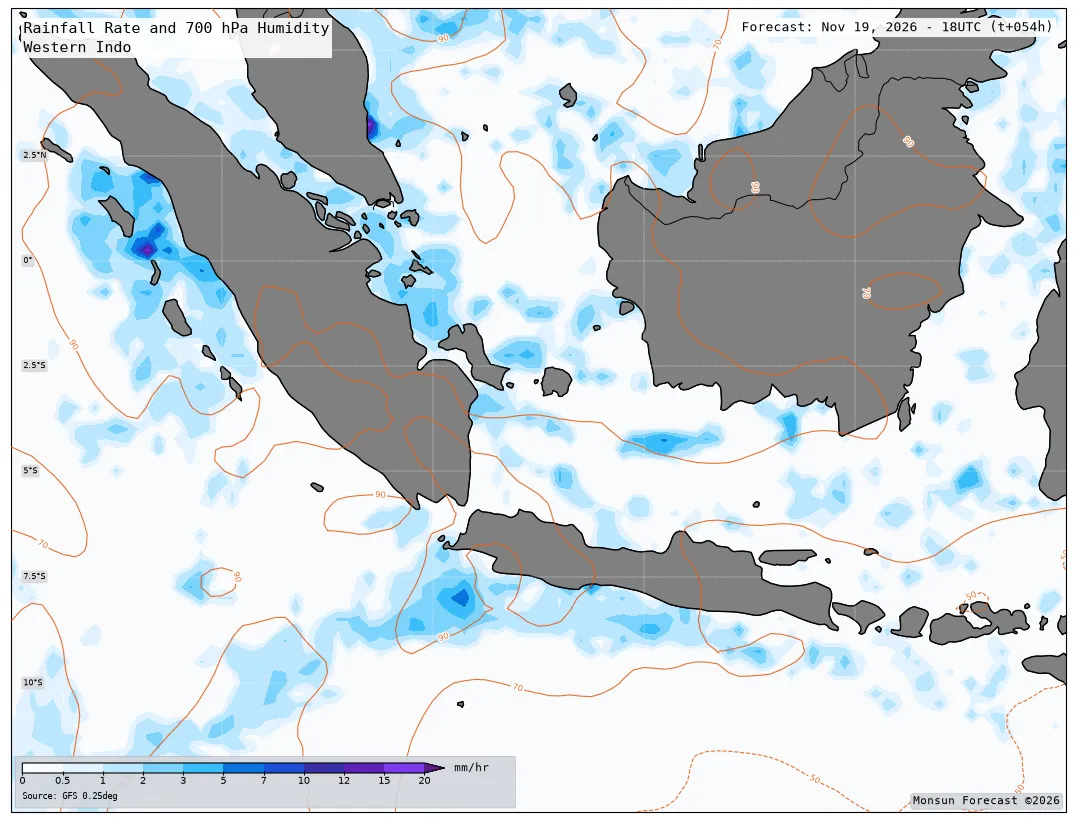 Rainfall Rate and 700 hPa Humidity
Western Indo
Forecast: Nov 19, 2026 - 18UTC (t+054h)
90
70
2.5°N
90
90
0°
70
90
2.5°S
5°S
90
70
50
7.5°S
90
50
90
10°S
70
50
50
mm/hr
0 0.5 1 2 3 5 7 10 12 15 20
Source: GFS 0.25deg
Monsun Forecast ©2026